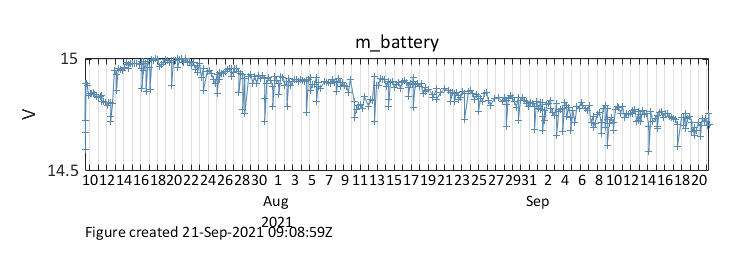 m_battery
15
V
14.5
10 12 14 16 18 20 22 24 26 28 30 1 3 5 7 9 11 13 15 17 19 21 23 25 27 29 31 2 4 6 8 10 12 14 16 18 20
Aug Sep
2021
Figure created 21-Sep-2021 09:08:59Z